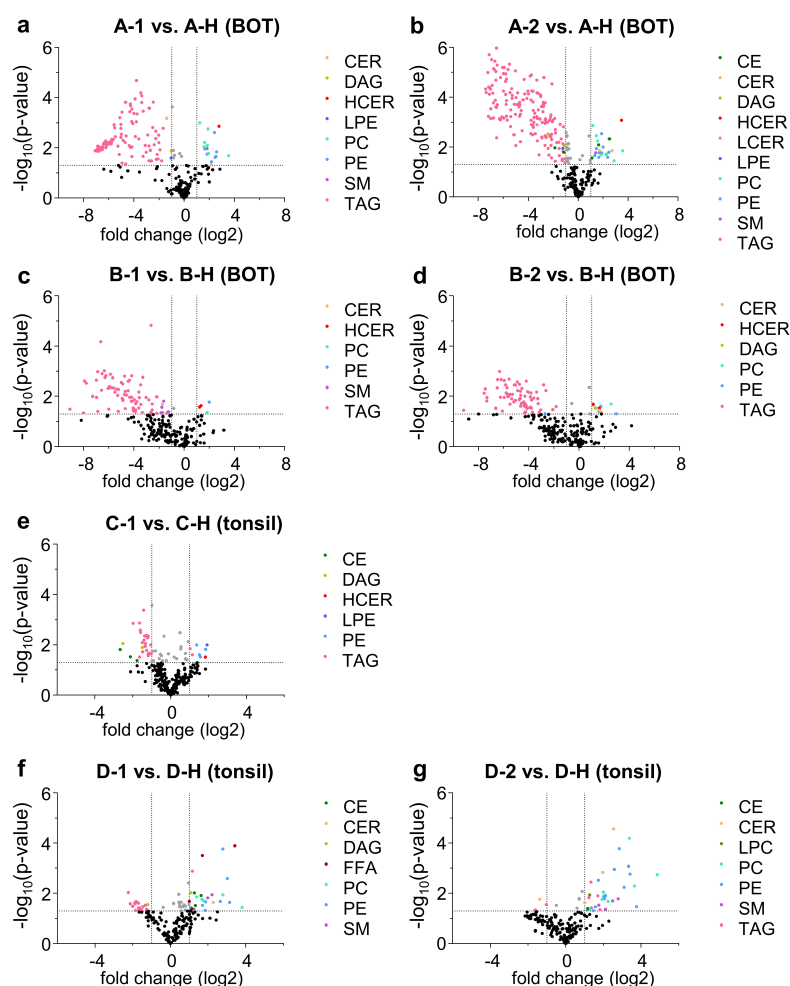 a
A-1 vs. A-H (BOT)
6
4
2
0
-log10(p-value)
-8
-4
0
4
8
fold change (log2)
CER
DAG
HCER
LPE
PC
PE
SM
TAG
b
A-2 vs. A-H (BOT)
6
4
2
0
-log10(p-value)
-8
-4
0
4
8
fold change (log2)
CE
CER
DAG
HCER
LCER
LPE
PC
PE
SM
TAG
c
B-1 vs. B-H (BOT)
6
4
2
0
-log10(p-value)
-8
-4
0
4
8
fold change (log2)
CER
HCER
PC
PE
SM
TAG
d
B-2 vs. B-H (BOT)
6
4
2
0
-log10(p-value)
-8
-4
0
4
8
fold change (log2)
CER
HCER
DAG
PC
PE
TAG
e
C-1 vs. C-H (tonsil)
6
4
2
0
-log10(p-value)
-4
0
4
fold change (log2)
CE
DAG
HCER
LPE
PE
TAG
f
D-1 vs. D-H (tonsil)
6
4
2
0
-log10(p-value)
-4
0
4
fold change (log2)
CE
CER
DAG
FFA
PC
PE
SM
g
D-2 vs. D-H (tonsil)
6
4
2
0
-log10(p-value)
-4
0
4
fold change (log2)
CE
CER
LPC
PC
PE
SM
TAG